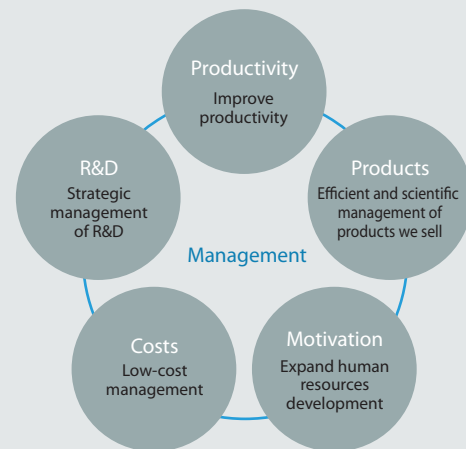 Productivity
Improve
productivity
R&D
Strategic
management
of R&D
Products
Efficient and scientific
management of
products we sell
Management
Costs
Low-cost
management
Motivation
Expand human
resources
development